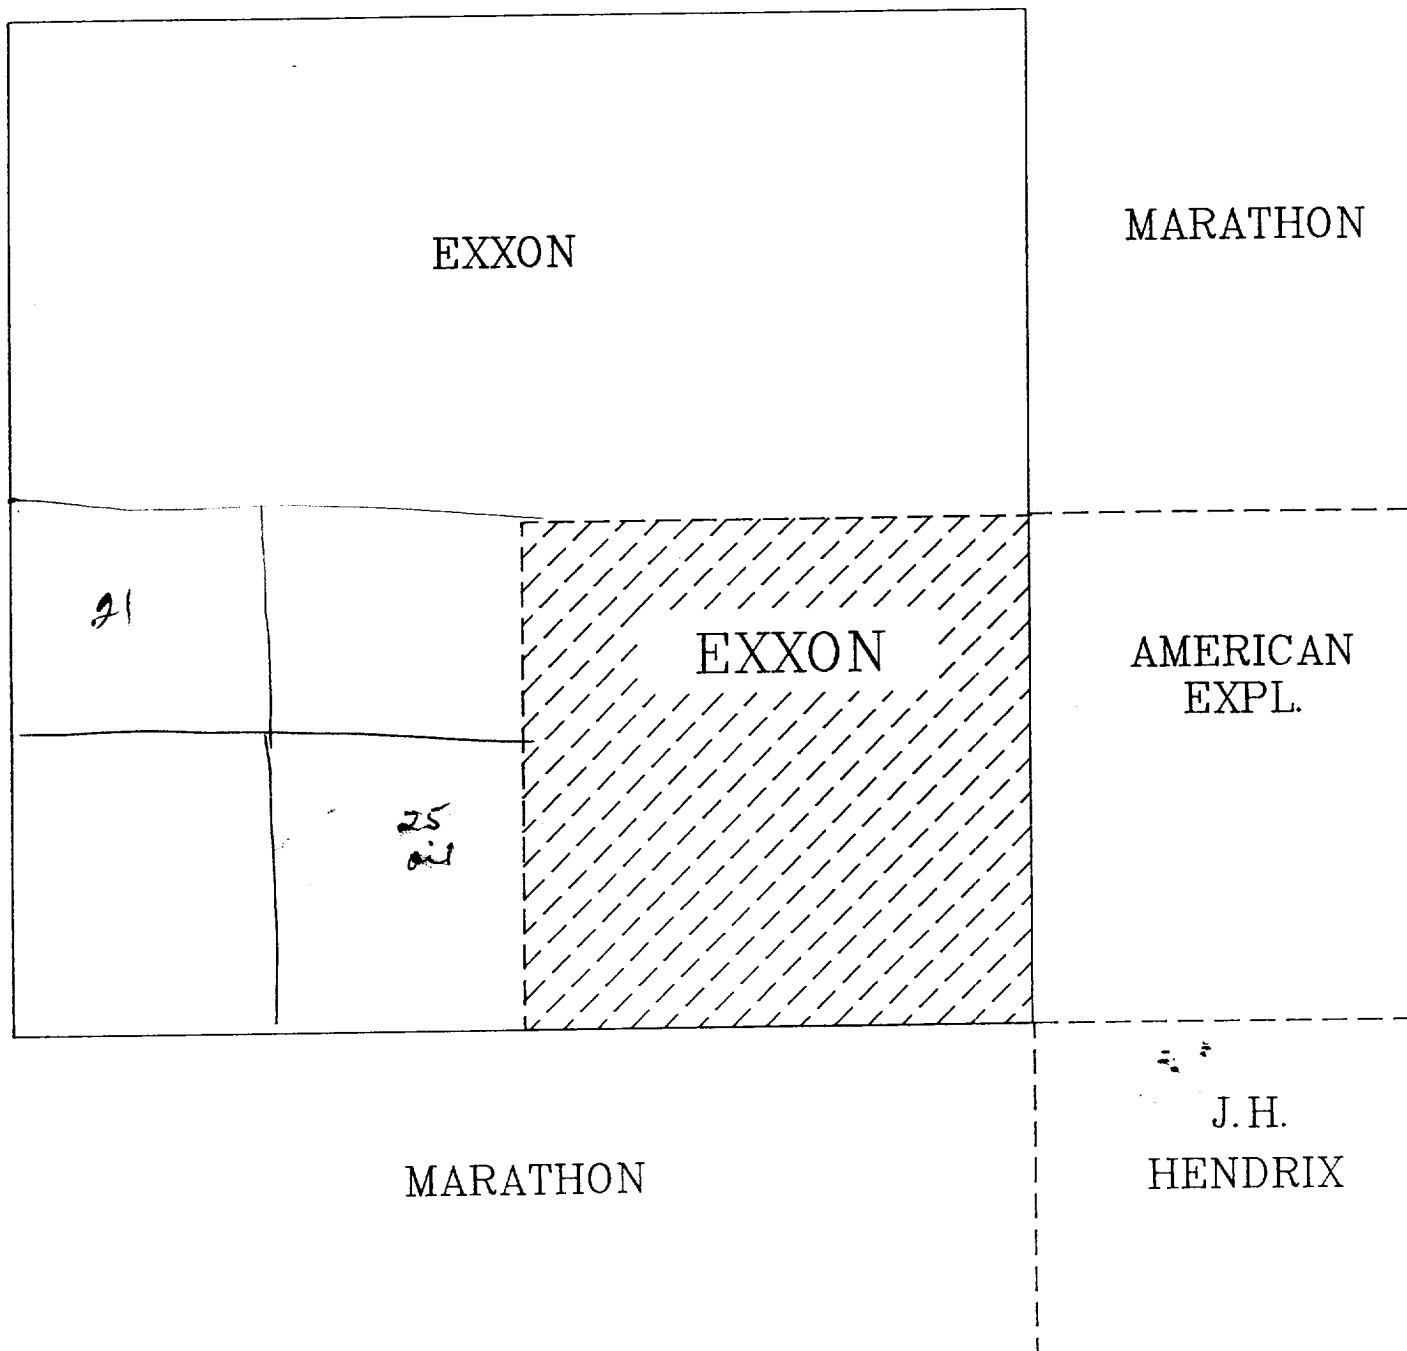 EXXON
MARATHON
21
EXXON
AMERICAN
EXPL.
25
oil
J. H.
HENDRIX
MARATHON